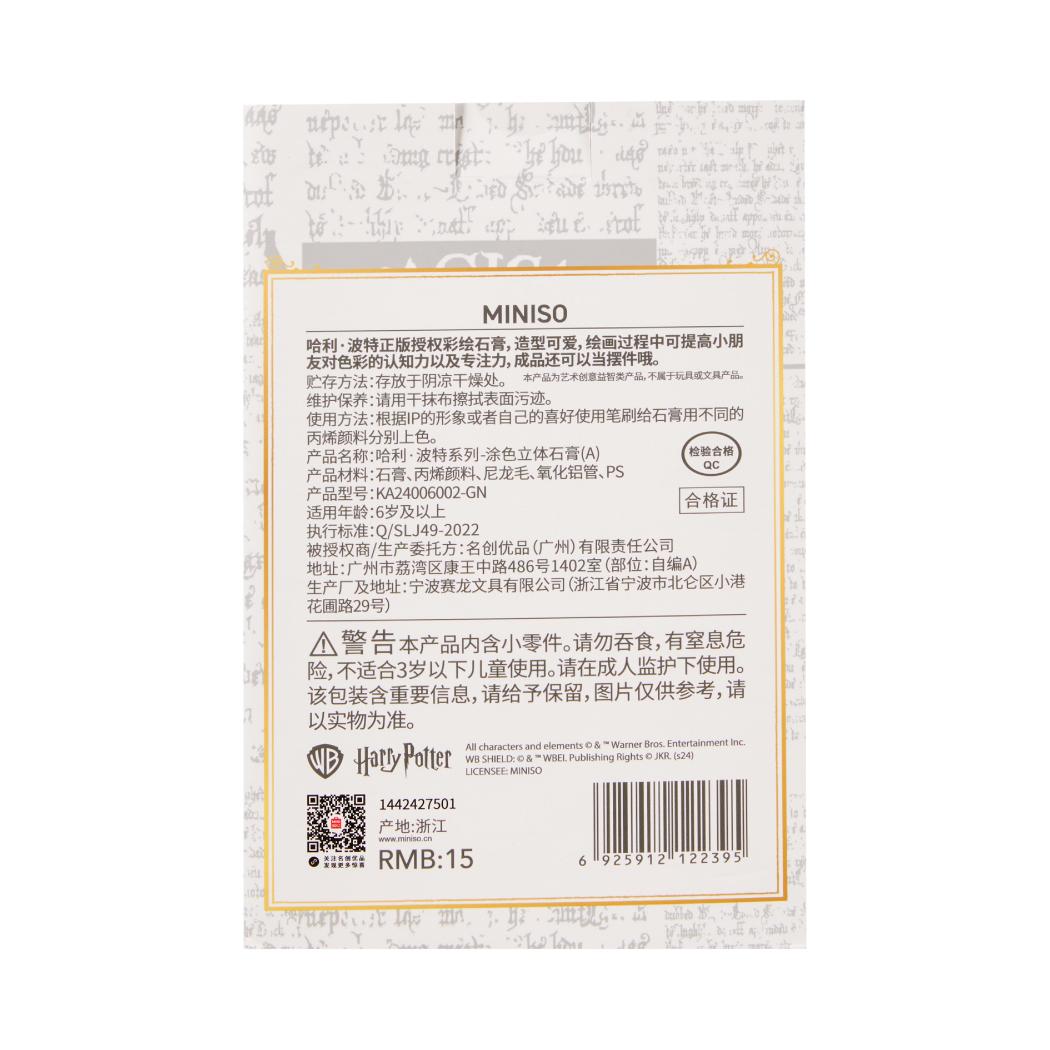 MINISO
哈利·波特正版授权彩绘石膏,造型可爱,绘画过程中可提高小朋
友对色彩的认知力以及专注力,成品还可以当摆件哦。
贮存方法:存放于阴凉干燥处。 本产品为艺术创意益智类产品,不属于玩具或文具产品。
维护保养:请用干抹布擦拭表面污迹。
使用方法:根据IP的形象或者自己的喜好使用笔刷给石膏用不同的
丙烯颜料分别上色。
产品名称:哈利·波特系列-涂色立体石膏(A)
产品材料:石膏、丙烯颜料、尼龙毛、氧化铝管、PS
产品型号:KA24006002-GN
适用年龄:6岁及以上
执行标准:Q/SLJ49-2022
检验合格
QC
合格证
被授权商/生产委托方:名创优品(广州)有限责任公司
地址:广州市荔湾区康王中路486号1402室(部位:自编A)
生产厂及地址:宁波赛龙文具有限公司(浙江省宁波市北仑区小港
花圃路29号)
警告本产品内含小零件。请勿吞食,有窒息危
险,不适合3岁以下儿童使用。请在成人监护下使用。
该包装含重要信息,请给予保留,图片仅供参考,请
以实物为准。
WB Harry Potter
All characters and elements © & ™ Warner Bros. Entertainment Inc.
WB SHIELD: © & ™ WBEI. Publishing Rights © JKR. (s24)
LICENSEE: MINISO
1442427501
产地:浙江
www.miniso.cn
RMB:15
关注名创优品
发现更多惊喜
6 925912 122395